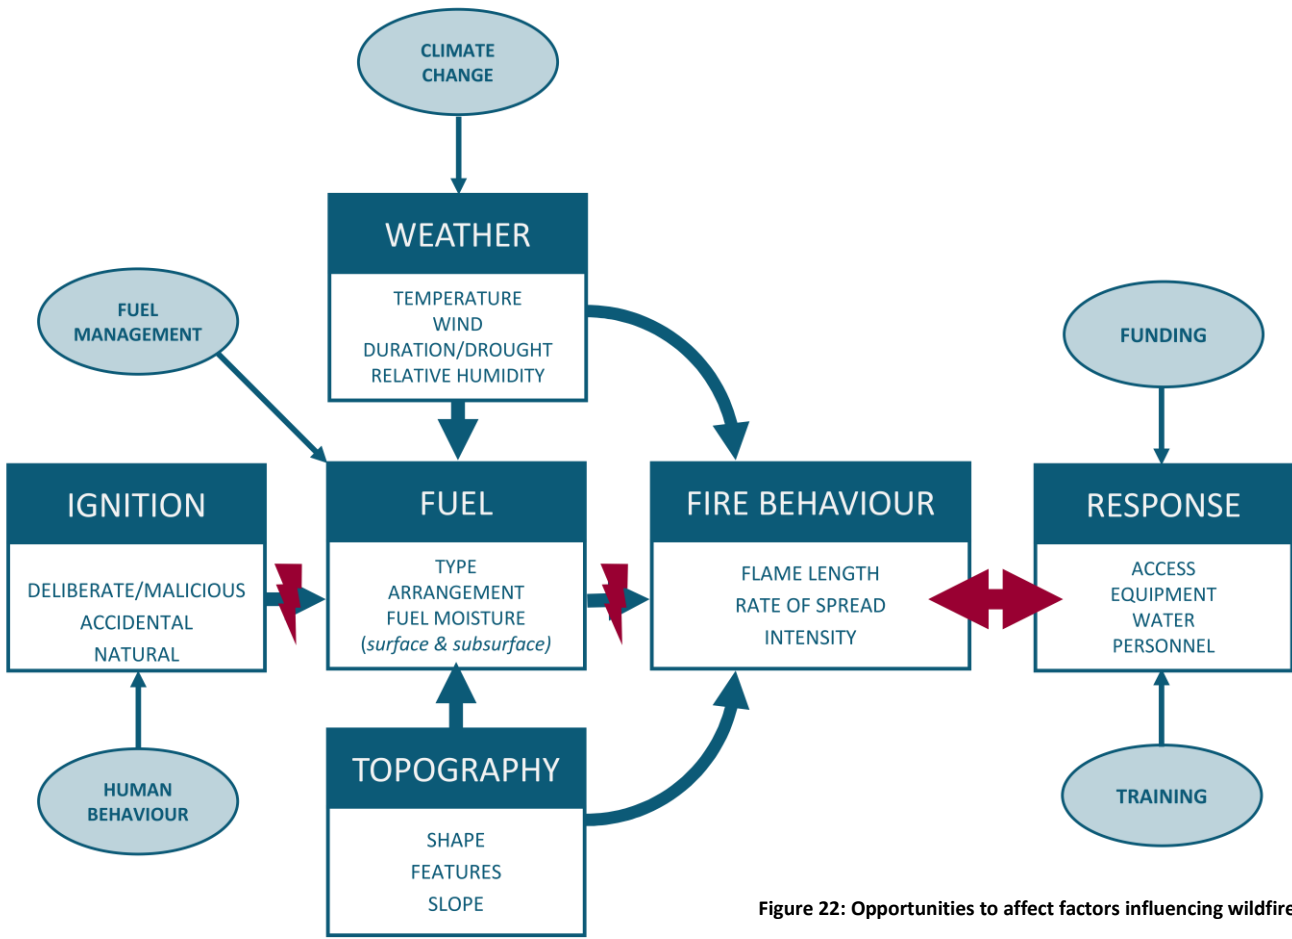 CLIMATE
CHANGE
WEATHER
TEMPERATURE
WIND
DURATION/DROUGHT
RELATIVE HUMIDITY
FUEL
MANAGEMENT
FUNDING
IGNITION
DELIBERATE/MALICIOUS
ACCIDENTAL
NATURAL
FUEL
TYPE
ARRANGEMENT
FUEL MOISTURE
(surface & subsurface)
FIRE BEHAVIOUR
FLAME LENGTH
RATE OF SPREAD
INTENSITY
RESPONSE
ACCESS
EQUIPMENT
WATER
PERSONNEL
HUMAN
BEHAVIOUR
TOPOGRAPHY
SHAPE
FEATURES
SLOPE
TRAINING
Figure 22: Opportunities to affect factors influencing wildfire